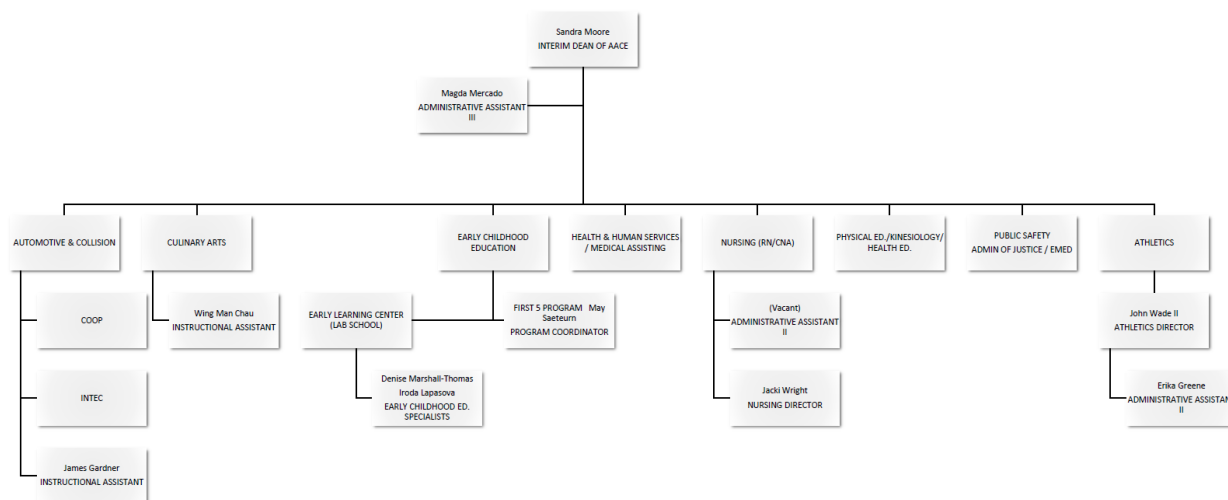 Sandra Moore
INTERIM DEAN OF AACE
Magda Mercado
ADMINISTRATIVE ASSISTANT
III
AUTOMOTIVE & COLLISION
CULINARY ARTS
EARLY CHILDHOOD
EDUCATION
HEALTH & HUMAN SERVICES
/ MEDICAL ASSISTING
NURSING (RN/CNA)
PHYSICAL ED./KINESIOLOGY/
HEALTH ED.
PUBLIC SAFETY
ADMIN OF JUSTICE / EMED
ATHLETICS
COOP
Wing Man Chau
INSTRUCTIONAL ASSISTANT
EARLY LEARNING CENTER
(LAB SCHOOL)
FIRST 5 PROGRAM May
Saeteurn
PROGRAM COORDINATOR
(Vacant)
ADMINISTRATIVE ASSISTANT
II
John Wade II
ATHLETICS DIRECTOR
INTEC
Denise Marshall-Thomas
Iroda Lapasova
EARLY CHILDHOOD ED.
SPECIALISTS
Jacki Wright
NURSING DIRECTOR
Erika Greene
ADMINISTRATIVE ASSISTAN
II
James Gardner
INSTRUCTIONAL ASSISTANT